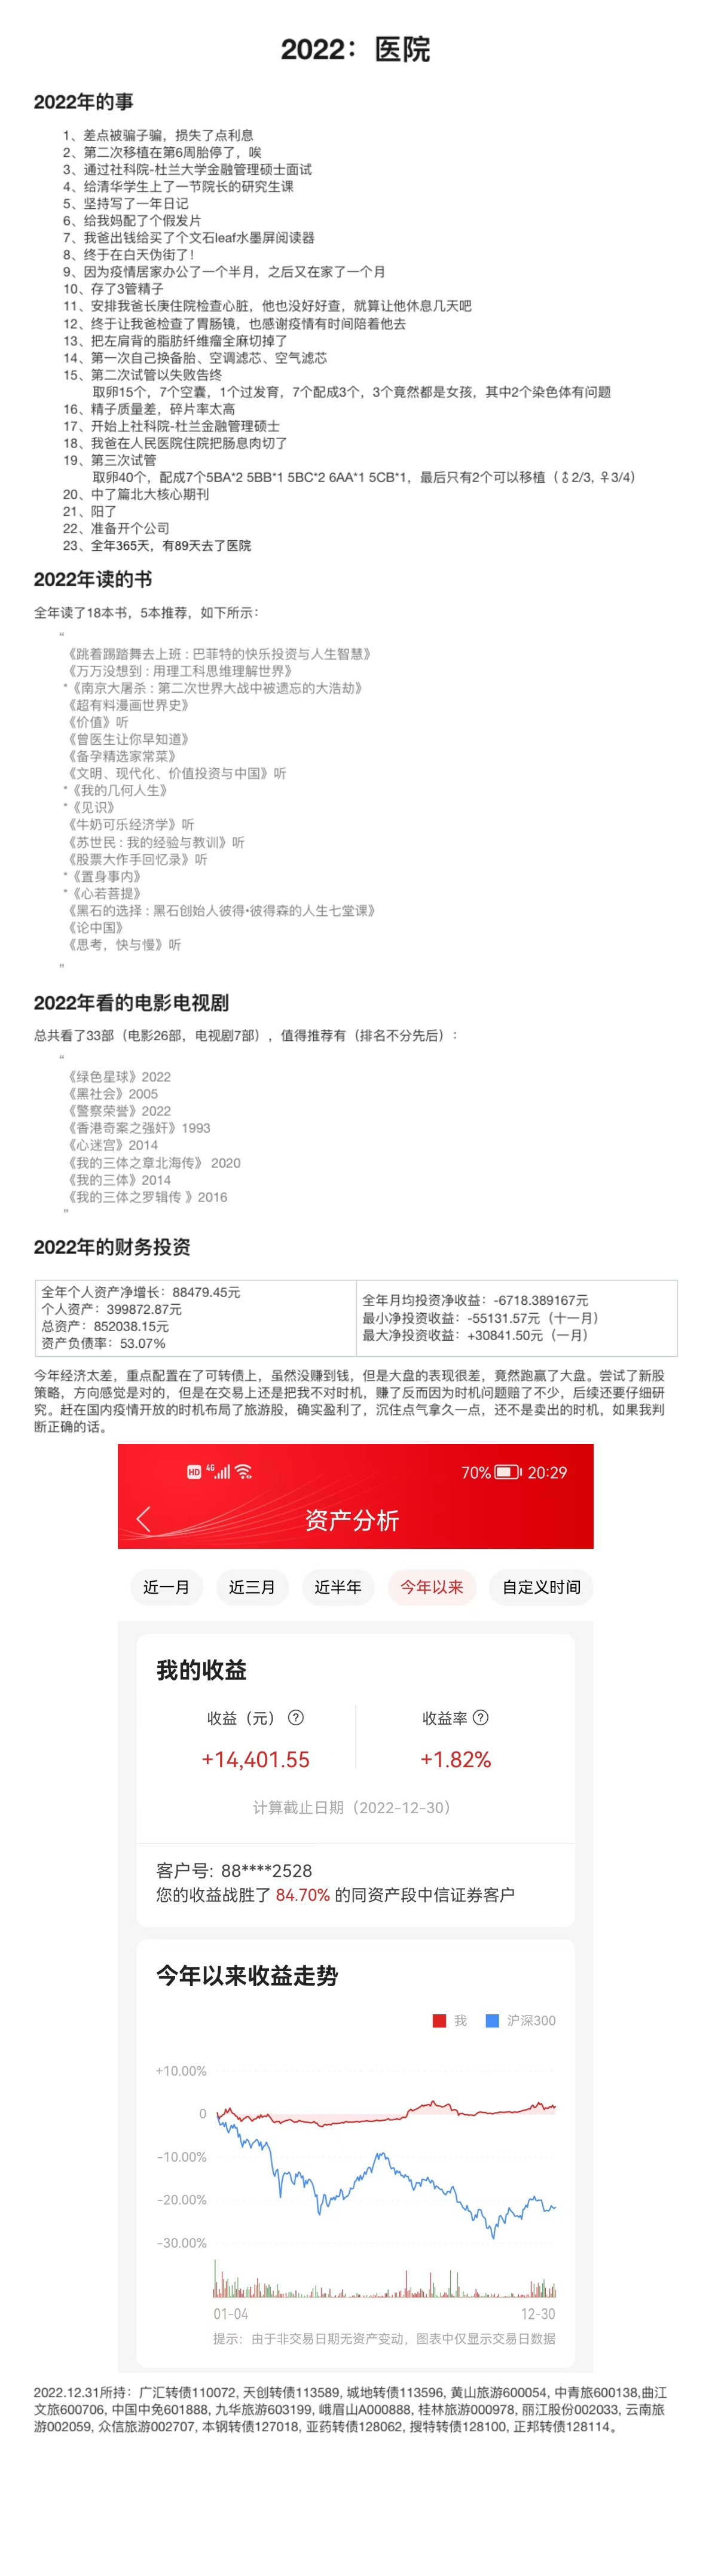 2022：医院
2022年的事
1、差点被骗子骗，损失了点利息
2、第二次移植在第6周胎停了，唉
3、通过社科院-杜兰大学金融管理硕士面试
4、给清华学生上了一节院长的研究生课
5、坚持写了一年日记
6、给我妈配了个假发片
7、我爸出钱给买了个文石leaf水墨屏阅读器
8、终于在白天伪街了！
9、因为疫情居家办公了一个半月，之后又在家了一个月
10、存了3管精子
11、安排我爸长庚住院检查心脏，他也没好好查，就算让他休息几天吧
12、终于让我爸检查了胃肠镜，也感谢疫情有时间陪着他去
13、把左肩背的脂肪纤维瘤全麻切掉了
14、第一次自己换备胎、空调滤芯、空气滤芯
15、第二次试管以失败告终
取卵15个，7个空囊，1个过发育，7个配成3个，3个竟然都是女孩，其中2个染色体有问题
16、精子质量差，碎片率太高
17、开始上社科院-杜兰金融管理硕士
18、我爸在人民医院住院把肠息肉切了
19、第三次试管
取卵40个，配成7个5BA*2 5BB*1 5BC*2 6AA*1 5CB*1，最后只有2个可以移植（♂2/3, ♀3/4）
20、中了篇北大核心期刊
21、阳了
22、准备开个公司
23、全年365天，有89天去了医院
2022年读的书
全年读了18本书，5本推荐，如下所示：
“
《跳着踢踏舞去上班：巴菲特的快乐投资与人生智慧》
《万万没想到：用理工科思维理解世界》
*《南京大屠杀：第二次世界大战中被遗忘的大浩劫》
《超有料漫画世界史》
《价值》听
《曾医生让你早知道》
《备孕精选家常菜》
《文明、现代化、价值投资与中国》听
*《我的几何人生》
*《见识》
《牛奶可乐经济学》听
《苏世民：我的经验与教训》听
《股票大作手回忆录》听
*《置身事内》
*《心若菩提》
《黑石的选择：黑石创始人彼得•彼得森的人生七堂课》
《论中国》
《思考，快与慢》听
”
2022年看的电影电视剧
总共看了33部（电影26部，电视剧7部），值得推荐有（排名不分先后）：
“
《绿色星球》2022
《黑社会》2005
《警察荣誉》2022
《香港奇案之强奸》1993
《心迷宫》2014
《我的三体之章北海传》 2020
《我的三体》2014
《我的三体之罗辑传 》2016
”
2022年的财务投资
全年个人资产净增长：88479.45元
个人资产：399872.87元
总资产：852038.15元
资产负债率：53.07%
全年月均投资净收益：-6718.389167元
最小净投资收益：-55131.57元（十一月）
最大净投资收益：+30841.50元（一月）
今年经济太差，重点配置在了可转债上，虽然没赚到钱，但是大盘的表现很差，竟然跑赢了大盘。尝试了新股
策略，方向感觉是对的，但是在交易上还是把我不对时机，赚了反而因为时机问题赔了不少，后续还要仔细研
究。赶在国内疫情开放的时机布局了旅游股，确实盈利了，沉住点气拿久一点，还不是卖出的时机，如果我判
断正确的话。
HD 4G 70% 20:29
资产分析
近一月 近三月 近半年 今年以来 自定义时间
我的收益
收益（元）? 收益率?
+14,401.55 +1.82%
计算截止日期（2022-12-30）
客户号：88****2528
您的收益战胜了 84.70% 的同资产段中信证券客户
今年以来收益走势
我 沪深300
+10.00%
0
-10.00%
-20.00%
-30.00%
01-04 12-30
提示：由于非交易日期无资产变动，图表中仅显示交易日数据
2022.12.31所持：广汇转债110072, 天创转债113589, 城地转债113596, 黄山旅游600054, 中青旅600138,曲江
文旅600706, 中国中免601888, 九华旅游603199, 峨眉山A000888, 桂林旅游000978, 丽江股份002033, 云南旅
游002059, 众信旅游002707, 本钢转债127018, 亚药转债128062, 搜特转债128100, 正邦转债128114。